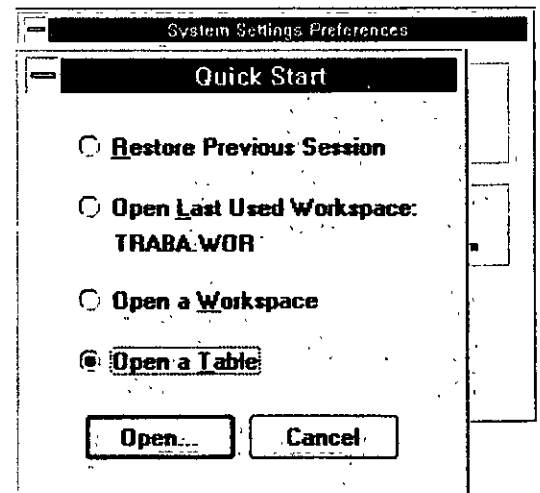 System Settings Preferences
Quick Start
Restore Previous Session
Open Last Used Workspace:
TRABA.WOR
Open a Workspace
Open a Table
Open...
Cancel